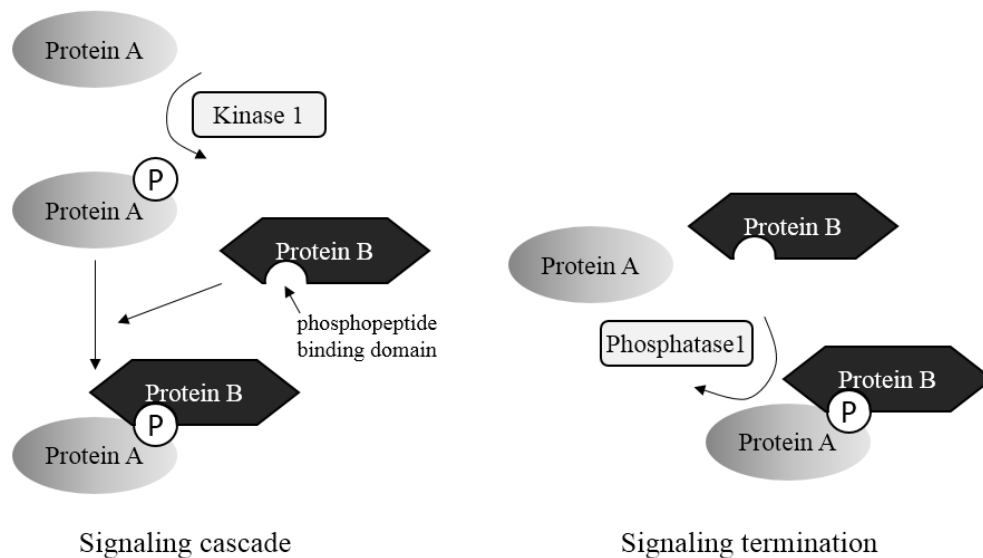 Protein A
Kinase 1
P
Protein A
Protein B
phosphopeptide
binding domain
Protein B
P
Protein A
Signaling cascade
Protein B
Protein A
Phosphatase1
Protein B
P
Protein A
Signaling termination